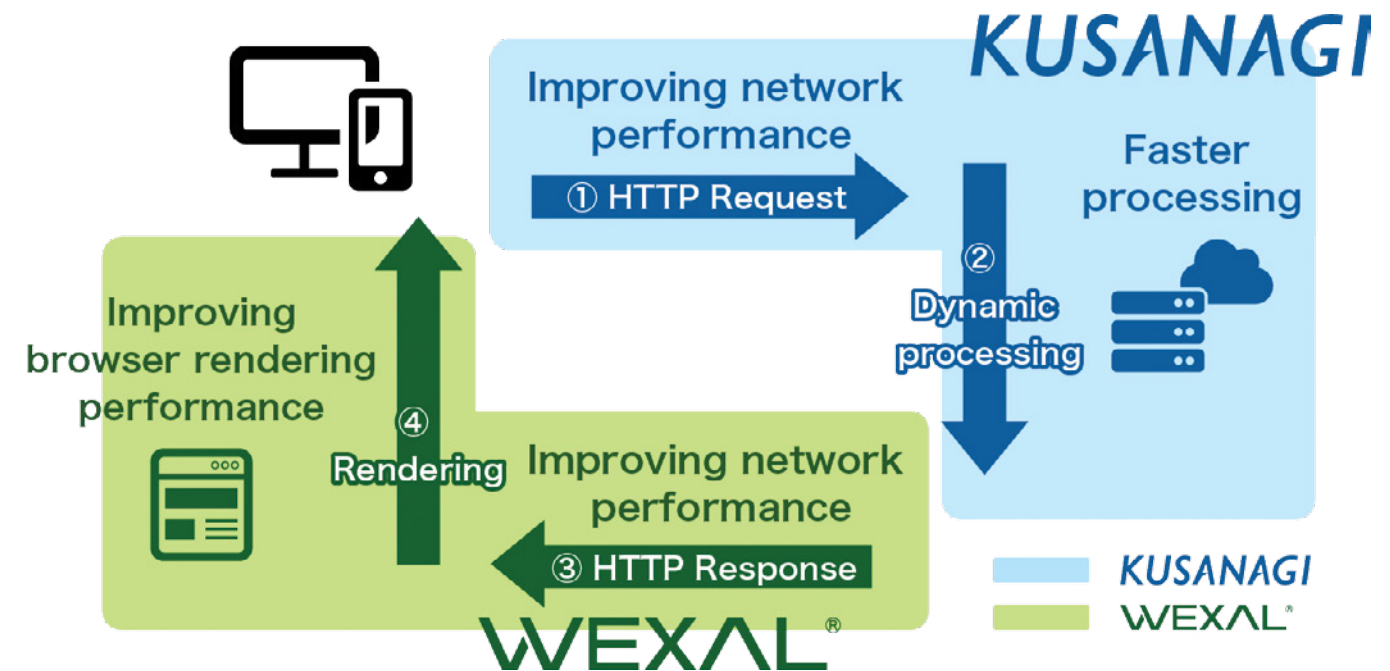 KUSANAGI
Improving network
performance
① HTTP Request
Faster
processing
②
Dynamic
processing
Improving
browser rendering
performance
④
Rendering
Improving network
performance
③ HTTP Response
WEXAL®
KUSANAGI
WEXAL®